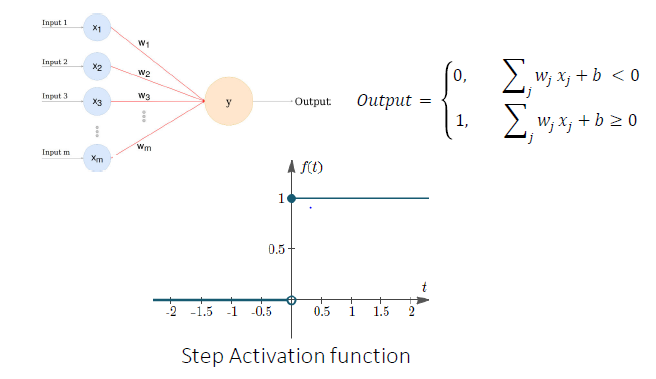 Input 1
x1
w1
Input 2
x2
w2
Input 3
x3
w3
Input m
xm
wm
y
Output
Output = { 0, ∑j wj xj + b < 0
1, ∑j wj xj + b ≥ 0
f(t)
1
0.5
t
-2 -1.5 -1 -0.5 0.5 1 1.5 2
Step Activation function